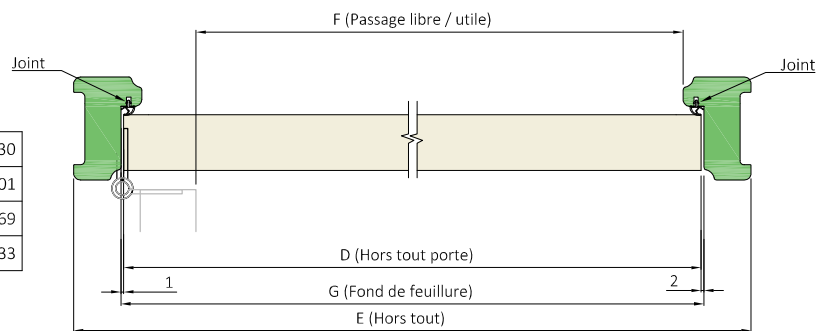 F (Passage libre / utile)
Joint
Joint
30
01
69
33
D (Hors tout porte)
1
2
G (Fond de feuillure)
E (Hors tout)